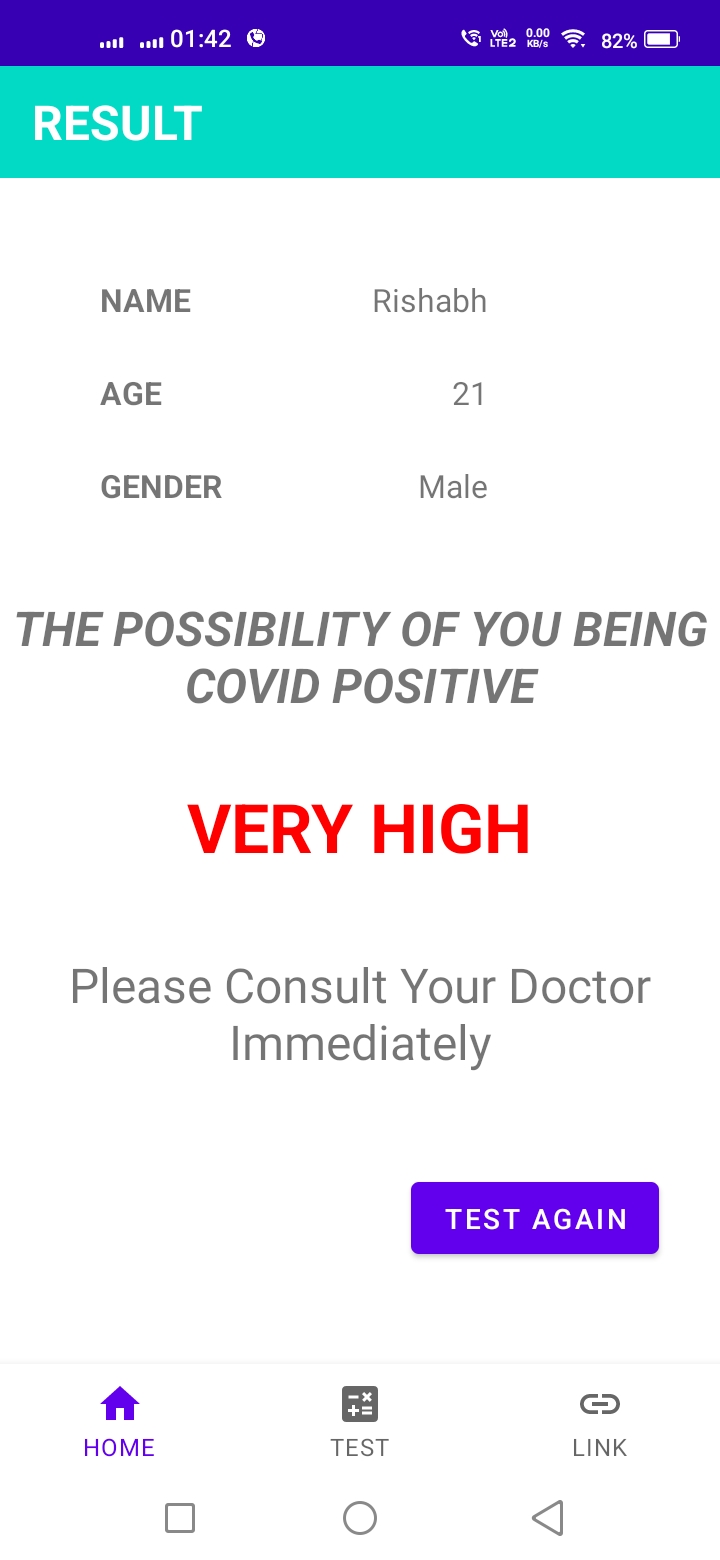 01:42
Vo) LTE2 0.00 KB/s 82%
RESULT
NAME Rishabh
AGE 21
GENDER Male
THE POSSIBILITY OF YOU BEING
COVID POSITIVE
VERY HIGH
Please Consult Your Doctor
Immediately
TEST AGAIN
HOME TEST LINK